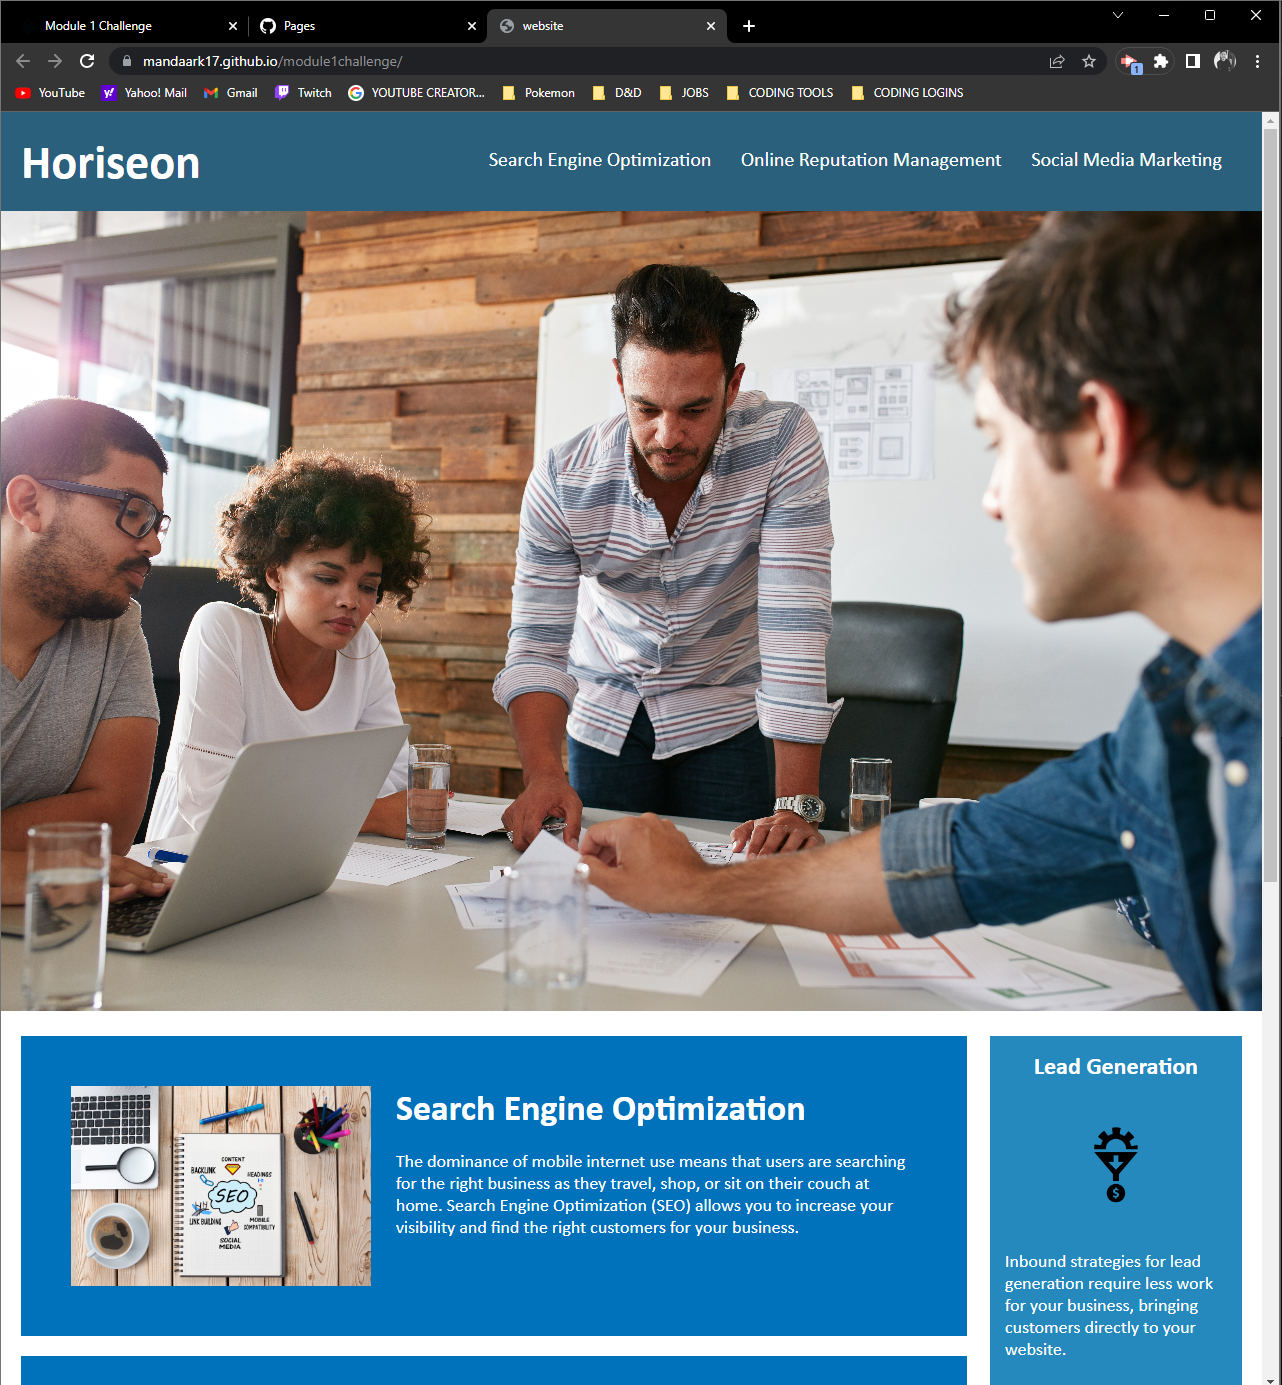 Module 1 Challenge
Pages
website
mandaark17.github.io/module1challenge/
1
YouTube
Yahoo! Mail
Gmail
Twitch
YOUTUBE CREATOR...
Pokemon
D&D
JOBS
CODING TOOLS
CODING LOGINS
Horiseon
Search Engine Optimization
Online Reputation Management
Social Media Marketing
CONTENT
BACKLINK
HEADINGS
SEO
LINK BUILDING
MOBILE
COMPATIBILITY
SOCIAL
MEDIA
Search Engine Optimization
The dominance of mobile internet use means that users are searching
for the right business as they travel, shop, or sit on their couch at
home. Search Engine Optimization (SEO) allows you to increase your
visibility and find the right customers for your business.
Lead Generation
$
Inbound strategies for lead
generation require less work
for your business, bringing
customers directly to your
website.